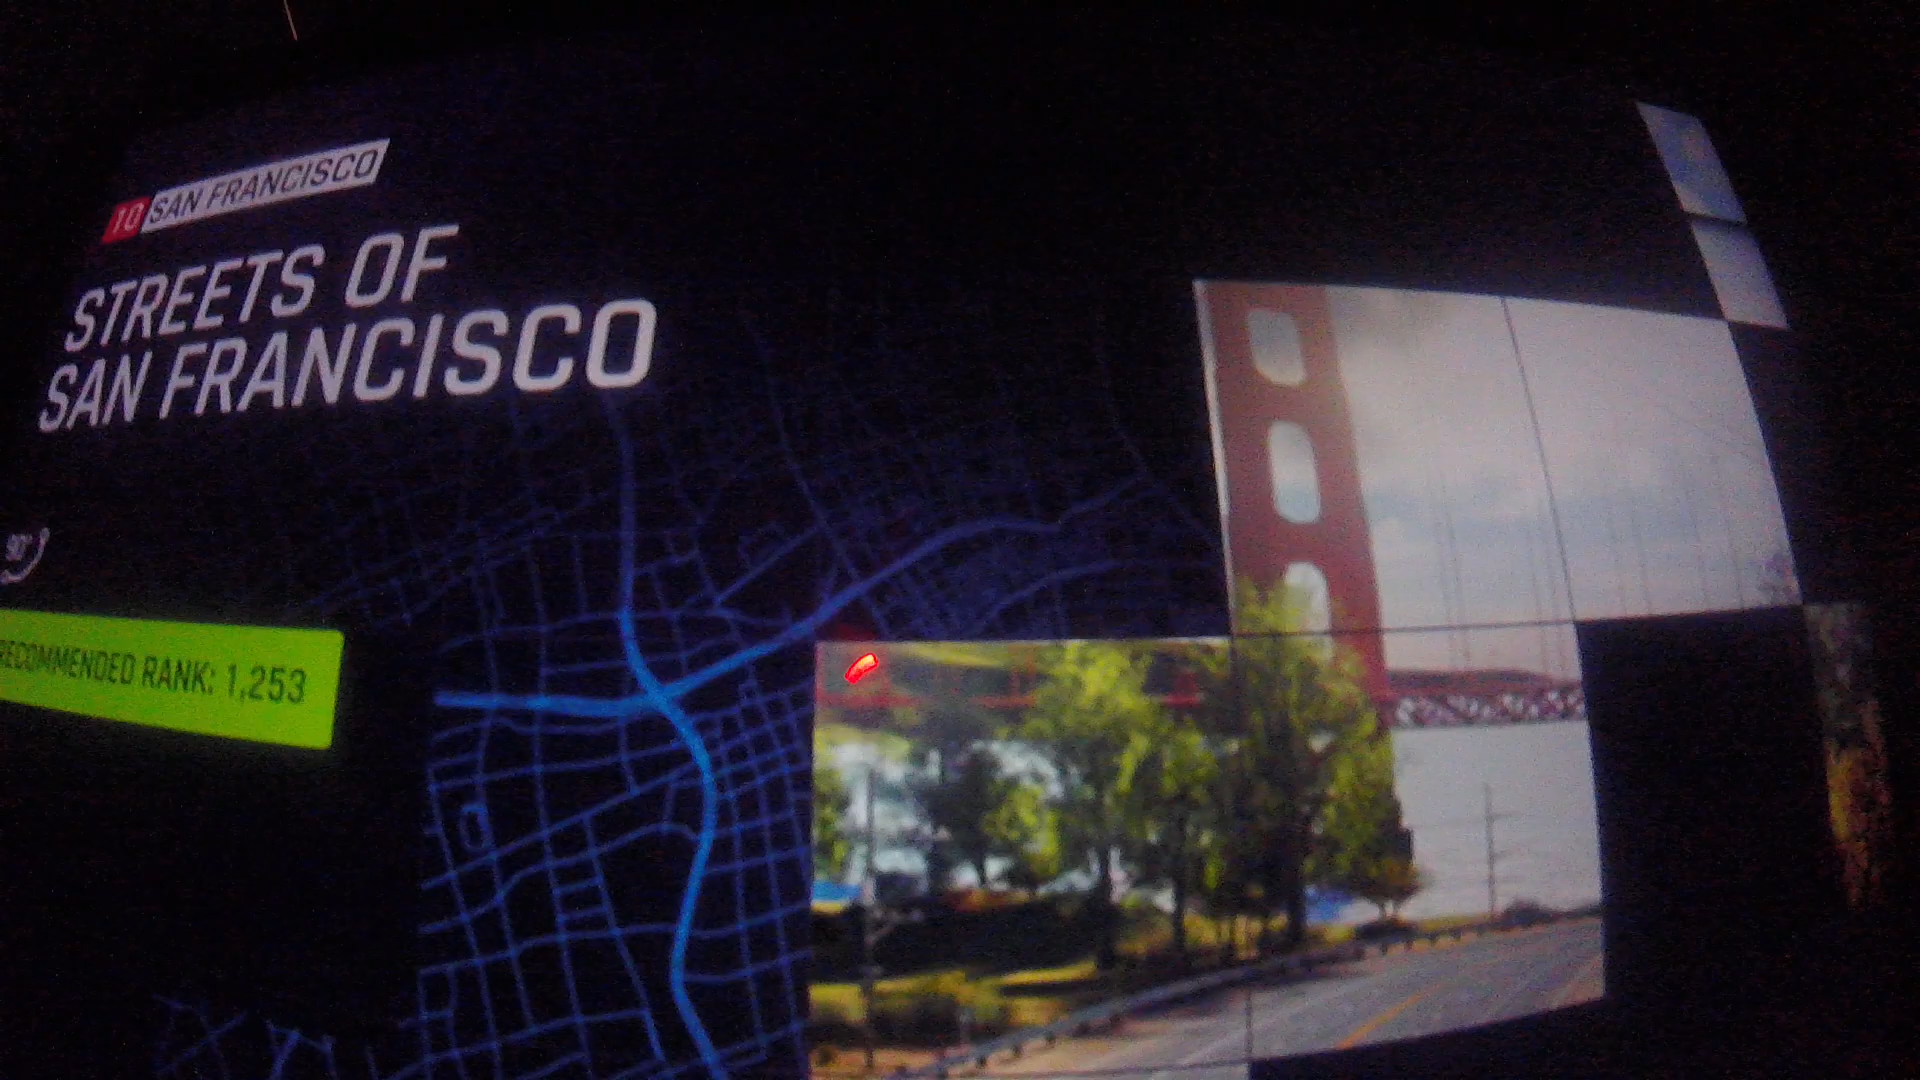 10 SAN FRANCISCO
STREETS OF
SAN FRANCISCO
90°
RECOMMENDED RANK: 1,253